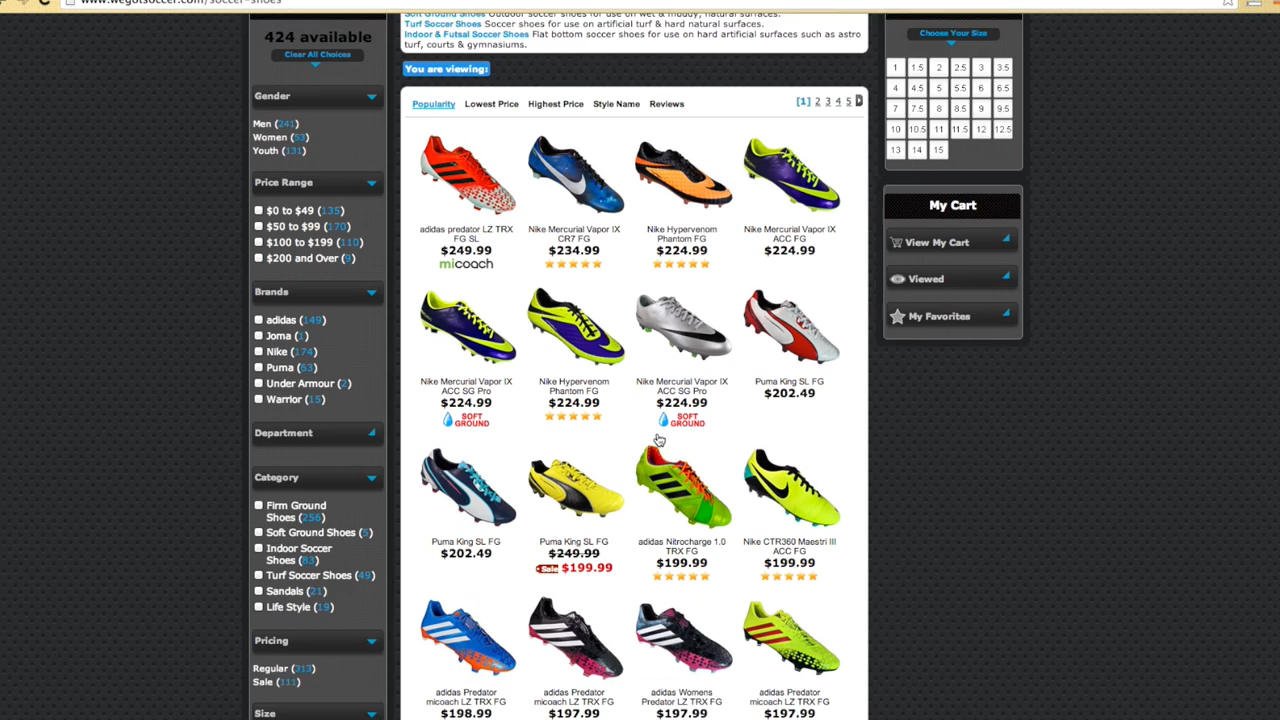 www.wegotsoccer.com/soccer-shoes
424 available
Clear All Choices
Gender
Men (241)
Women (53)
Youth (131)
Price Range
$0 to $49 (135)
$50 to $99 (170)
$100 to $199 (110)
$200 and Over (9)
Brands
adidas (149)
Joma (1)
Nike (174)
Puma (63)
Under Armour (2)
Warrior (15)
Department
Category
Firm Ground
Shoes (256)
Soft Ground Shoes (5)
Indoor Soccer
Shoes (83)
Turf Soccer Shoes (49)
Sandals (21)
Life Style (19)
Pricing
Regular (313)
Sale (111)
Size
Soft Ground Soccer Shoes Outdoor soccer shoes for use on wet & muddy, natural surfaces.
Turf Soccer Shoes Soccer shoes for use on artificial turf & hard natural surfaces.
Indoor & Futsal Soccer Shoes Flat bottom soccer shoes for use on hard artificial surfaces such as astro
turf, courts & gymnasiums.
You are viewing:
Popularity Lowest Price Highest Price Style Name Reviews [1] 2 3 4 5
adidas predator LZ TRX
FG SL
$249.99
micoach
Nike Mercurial Vapor IX
CR7 FG
$234.99
Nike Hypervenom
Phantom FG
$224.99
Nike Mercurial Vapor IX
ACC FG
$224.99
Nike Mercurial Vapor IX
ACC SG Pro
$224.99
SOFT
GROUND
Nike Hypervenom
Phantom FG
$224.99
Nike Mercurial Vapor IX
ACC SG Pro
$224.99
SOFT
GROUND
Puma King SL FG
$202.49
Puma King SL FG
$202.49
Puma King SL FG
$249.99
Sale $199.99
adidas Nitrocharge 1.0
TRX FG
$199.99
Nike CTR360 Maestri III
ACC FG
$199.99
adidas Predator
micoach LZ TRX FG
$198.99
adidas Predator
micoach LZ TRX FG
$197.99
adidas Womens
Predator LZ TRX FG
$197.99
adidas Predator
micoach LZ TRX FG
$197.99
Choose Your Size
1 1.5 2 2.5 3 3.5
4 4.5 5 5.5 6 6.5
7 7.5 8 8.5 9 9.5
10 10.5 11 11.5 12 12.5
13 14 15
My Cart
View My Cart
Viewed
My Favorites